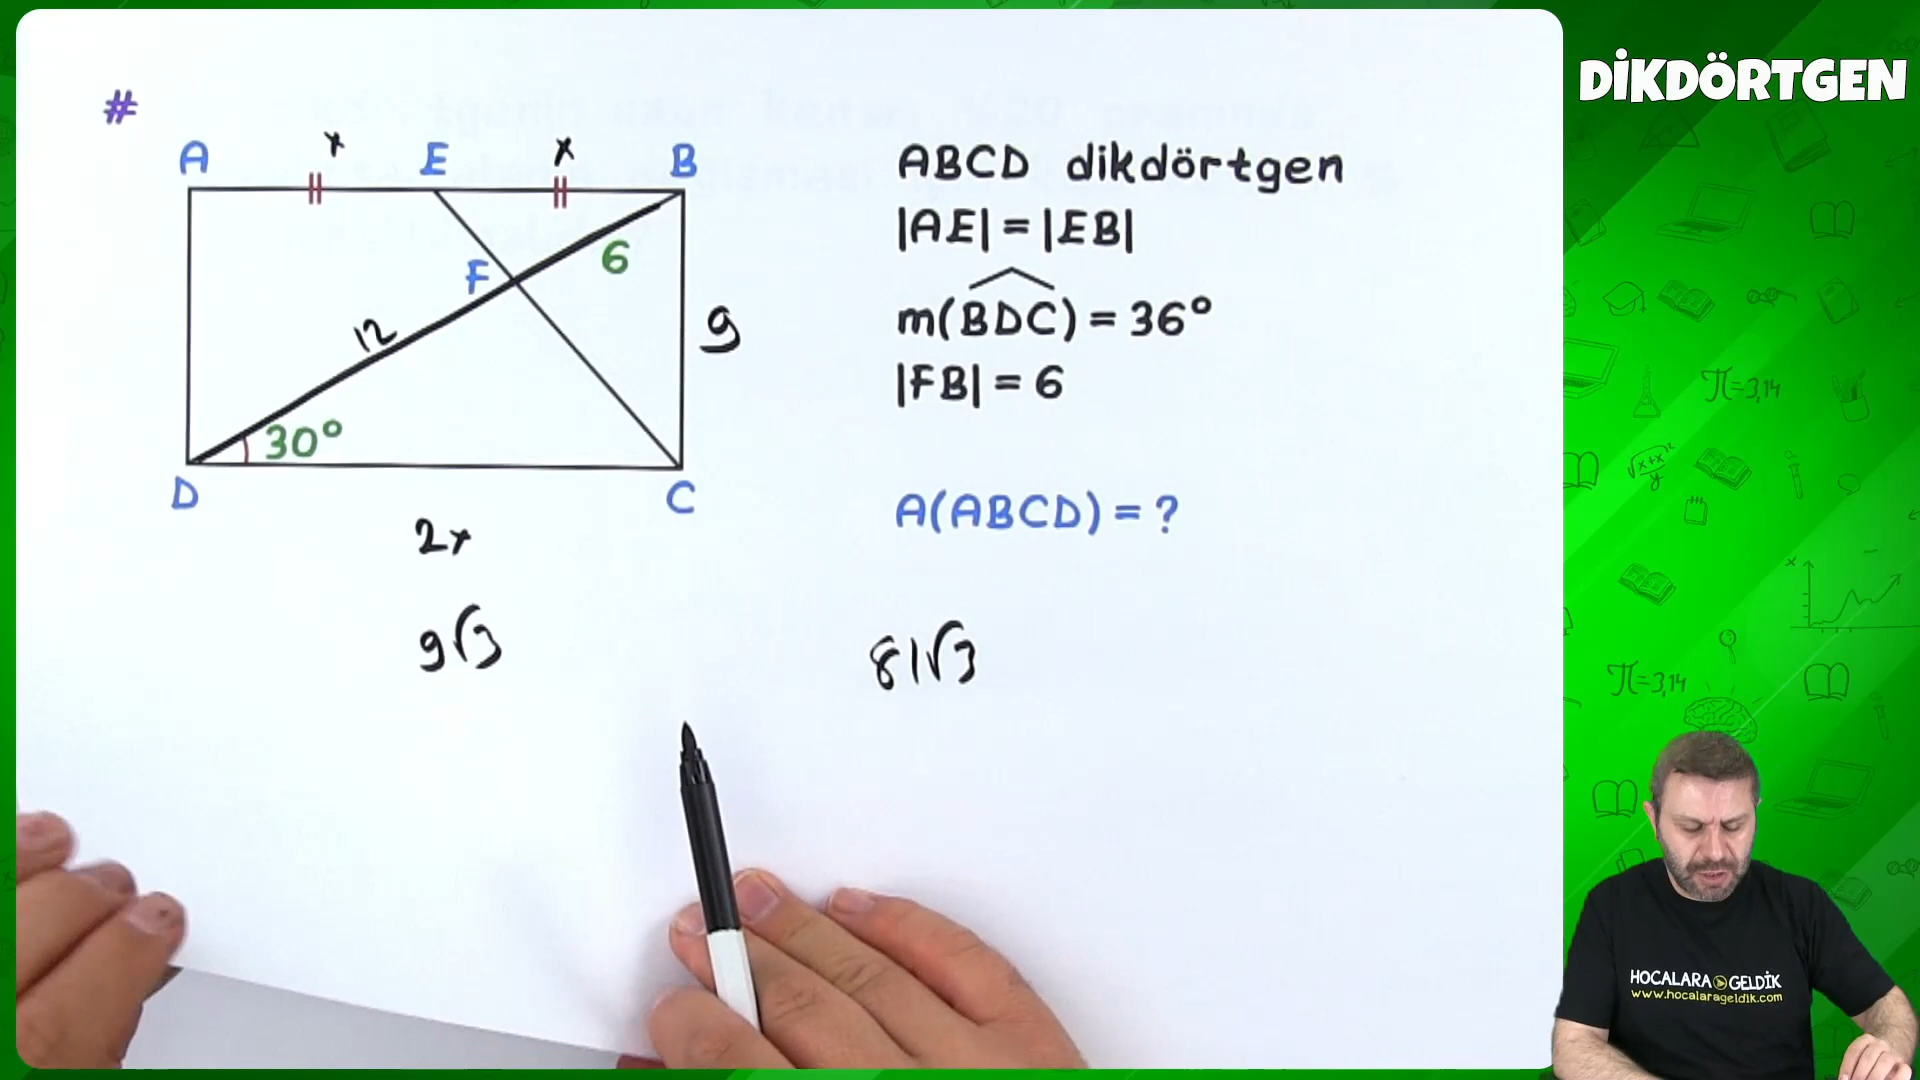 DİKDÖRTGEN
#
A x E x B
ABCD dikdörtgen
|AE| = |EB|
F 6
12
9
m(BDC) = 36°
|FB| = 6
30°
D C
A(ABCD) = ?
2x
9√3
81√3
π=3,14
π=3,14
HOCALARA GELDİK
www.hocalarageldik.com